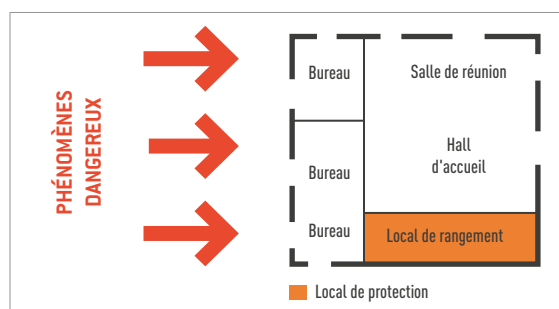 PHÉNOMÈNES
DANGEREUX
Bureau
Salle de réunion
Hall
d'accueil
Bureau
Bureau
Local de rangement
Local de protection